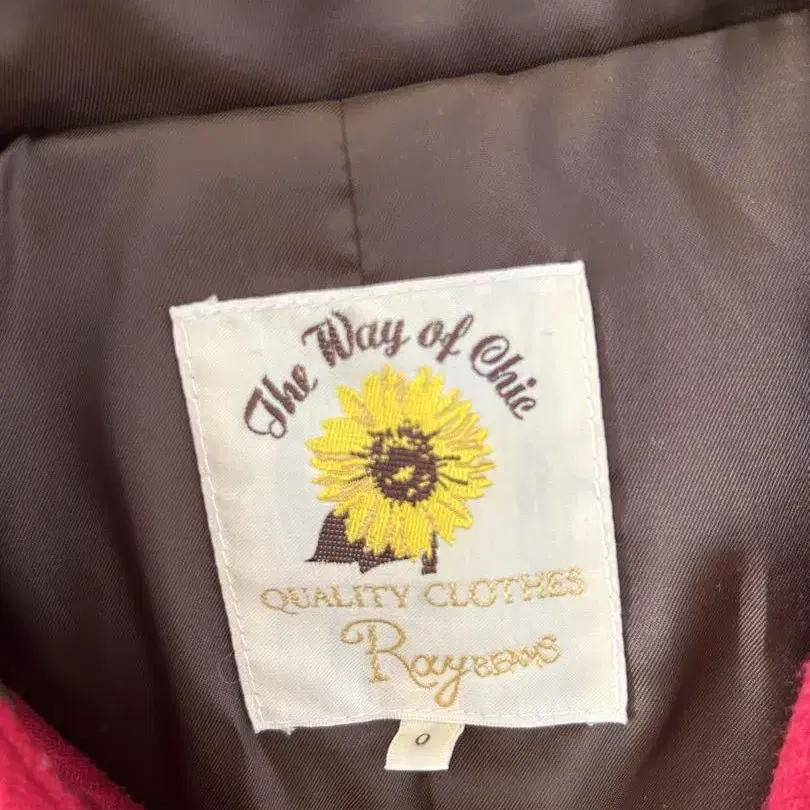 The Way of Chic
QUALITY CLOTHES
Ray BEAMS
0